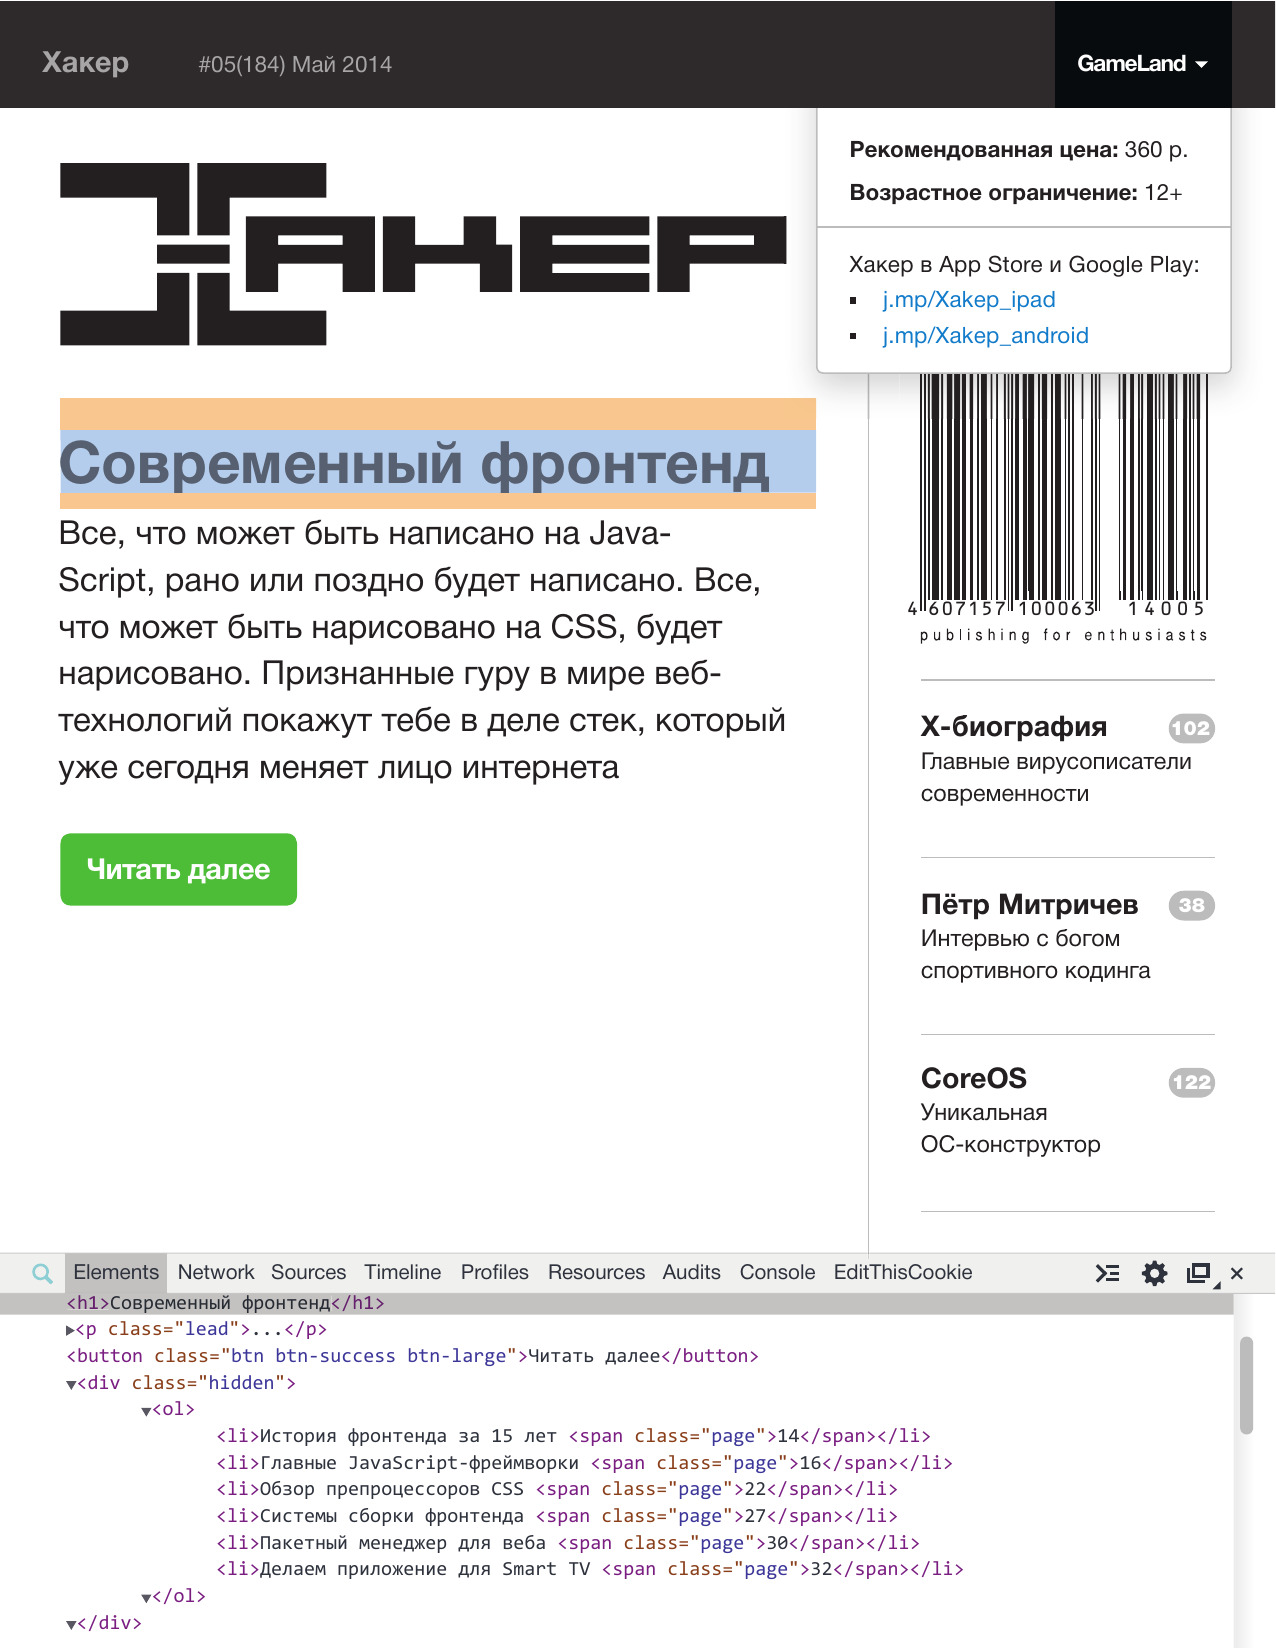 Хакер
#05(184) Май 2014
GameLand
Рекомендованная цена: 360 р.
Возрастное ограничение: 12+
Хакер в App Store и Google Play:
▪ j.mp/Xakep_ipad
▪ j.mp/Xakep_android
ХАКЕР
Современный фронтенд
Все, что может быть написано на Java-
Script, рано или поздно будет написано. Все,
что может быть нарисовано на CSS, будет
нарисовано. Признанные гуру в мире веб-
технологий покажут тебе в деле стек, который
уже сегодня меняет лицо интернета
Читать далее
4 607157 100063 14005
publishing for enthusiasts
Х-биография 102
Главные вирусописатели
современности
Пётр Митричев 38
Интервью с богом
спортивного кодинга
CoreOS 122
Уникальная
ОС-конструктор
Elements Network Sources Timeline Profiles Resources Audits Console EditThisCookie
<h1>Современный фронтенд</h1>
<p class="lead">...</p>
<button class="btn btn-success btn-large">Читать далее</button>
<div class="hidden">
<ol>
<li>История фронтенда за 15 лет <span class="page">14</span></li>
<li>Главные JavaScript-фреймворки <span class="page">16</span></li>
<li>Обзор препроцессоров CSS <span class="page">22</span></li>
<li>Системы сборки фронтенда <span class="page">27</span></li>
<li>Пакетный менеджер для веба <span class="page">30</span></li>
<li>Делаем приложение для Smart TV <span class="page">32</span></li>
</ol>
</div>